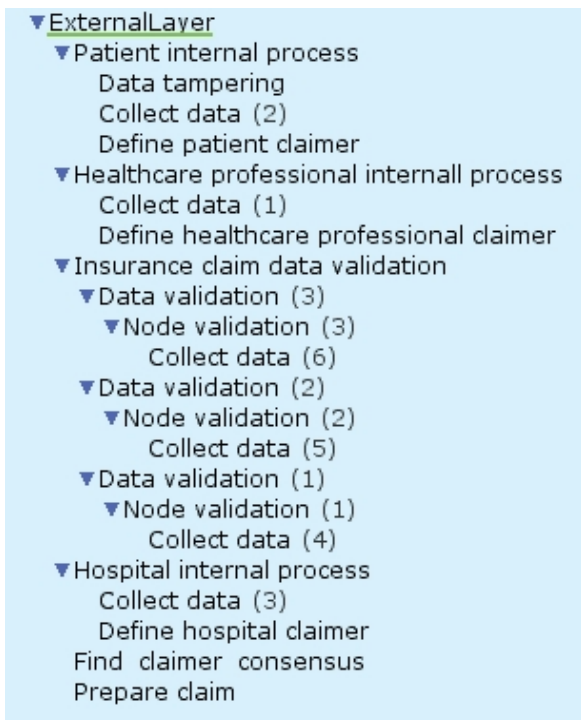 ExternalLayer
Patient internal process
Data tampering
Collect data (2)
Define patient claimer
Healthcare professional internall process
Collect data (1)
Define healthcare professional claimer
Insurance claim data validation
Data validation (3)
Node validation (3)
Collect data (6)
Data validation (2)
Node validation (2)
Collect data (5)
Data validation (1)
Node validation (1)
Collect data (4)
Hospital internal process
Collect data (3)
Define hospital claimer
Find claimer consensus
Prepare claim